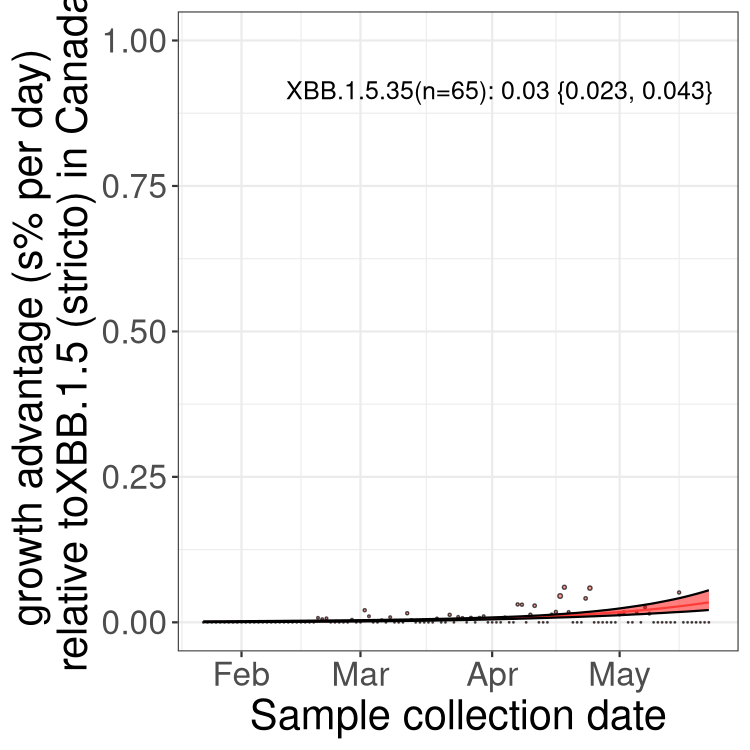 growth advantage (s% per day)
relative toXBB.1.5 (stricto) in Canada
1.00
0.75
0.50
0.25
0.00
XBB.1.5.35(n=65): 0.03 {0.023, 0.043}
Feb Mar Apr May
Sample collection date